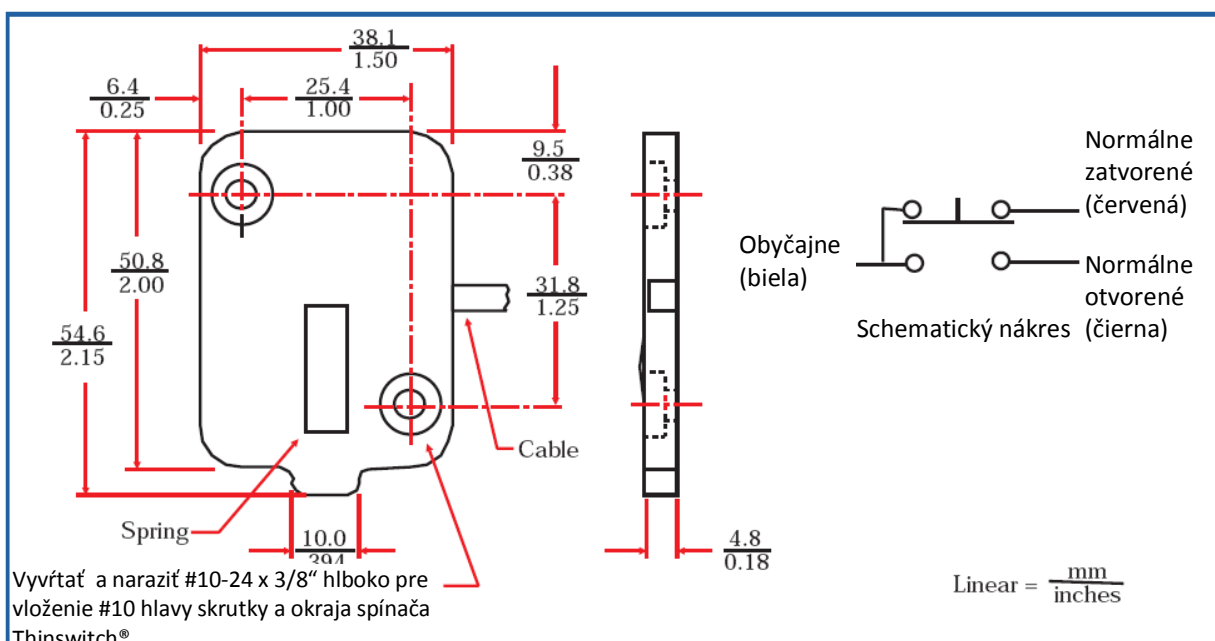 38.1
1.50
6.4
0.25
25.4
1.00
9.5
0.38
50.8
2.00
31.8
1.25
54.6
2.15
Cable
Spring
10.0
.394
4.8
0.18
Normálne
zatvorené
(červená)
Obyčajne
(biela)
Normálne
otvorené
(čierna)
Schematický nákres
Linear = mm
inches
Vyvŕtať a naraziť #10-24 x 3/8“ hlboko pre
vloženie #10 hlavy skrutky a okraja spínača
Thinswitch®